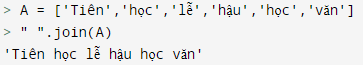 > A = ['Tiên','học','lễ','hậu','học','văn']
> " ".join(A)
'Tiên học lễ hậu học văn'